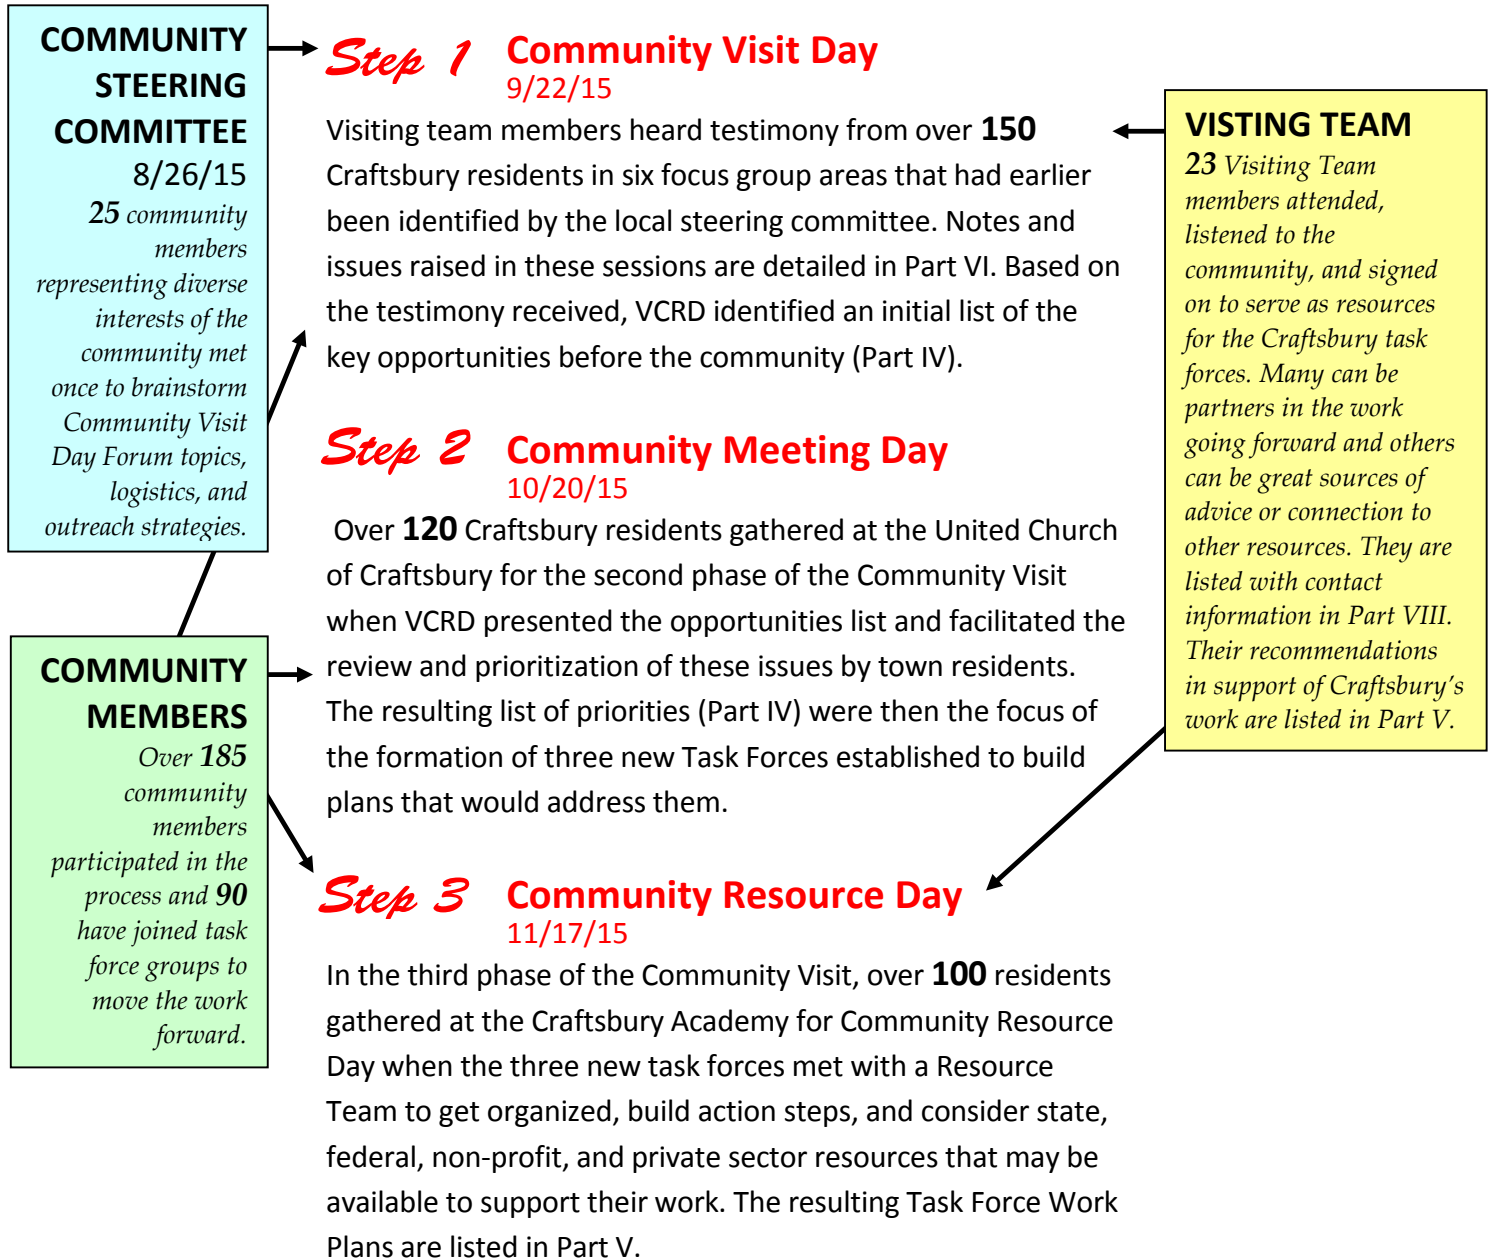 COMMUNITY
STEERING
COMMITTEE
8/26/15
25 community
members
representing diverse
interests of the
community met
once to brainstorm
Community Visit
Day Forum topics,
logistics, and
outreach strategies.
COMMUNITY
MEMBERS
Over 185
community
members
participated in the
process and 90
have joined task
force groups to
move the work
forward.
Step 1 Community Visit Day
9/22/15
Visiting team members heard testimony from over 150
Craftsbury residents in six focus group areas that had earlier
been identified by the local steering committee. Notes and
issues raised in these sessions are detailed in Part VI. Based on
the testimony received, VCRD identified an initial list of the
key opportunities before the community (Part IV).
Step 2 Community Meeting Day
10/20/15
Over 120 Craftsbury residents gathered at the United Church
of Craftsbury for the second phase of the Community Visit
when VCRD presented the opportunities list and facilitated the
review and prioritization of these issues by town residents.
The resulting list of priorities (Part IV) were then the focus of
the formation of three new Task Forces established to build
plans that would address them.
Step 3 Community Resource Day
11/17/15
In the third phase of the Community Visit, over 100 residents
gathered at the Craftsbury Academy for Community Resource
Day when the three new task forces met with a Resource
Team to get organized, build action steps, and consider state,
federal, non-profit, and private sector resources that may be
available to support their work. The resulting Task Force Work
Plans are listed in Part V.
VISTING TEAM
23 Visiting Team
members attended,
listened to the
community, and signed
on to serve as resources
for the Craftsbury task
forces. Many can be
partners in the work
going forward and others
can be great sources of
advice or connection to
other resources. They are
listed with contact
information in Part VIII.
Their recommendations
in support of Craftsbury's
work are listed in Part V.